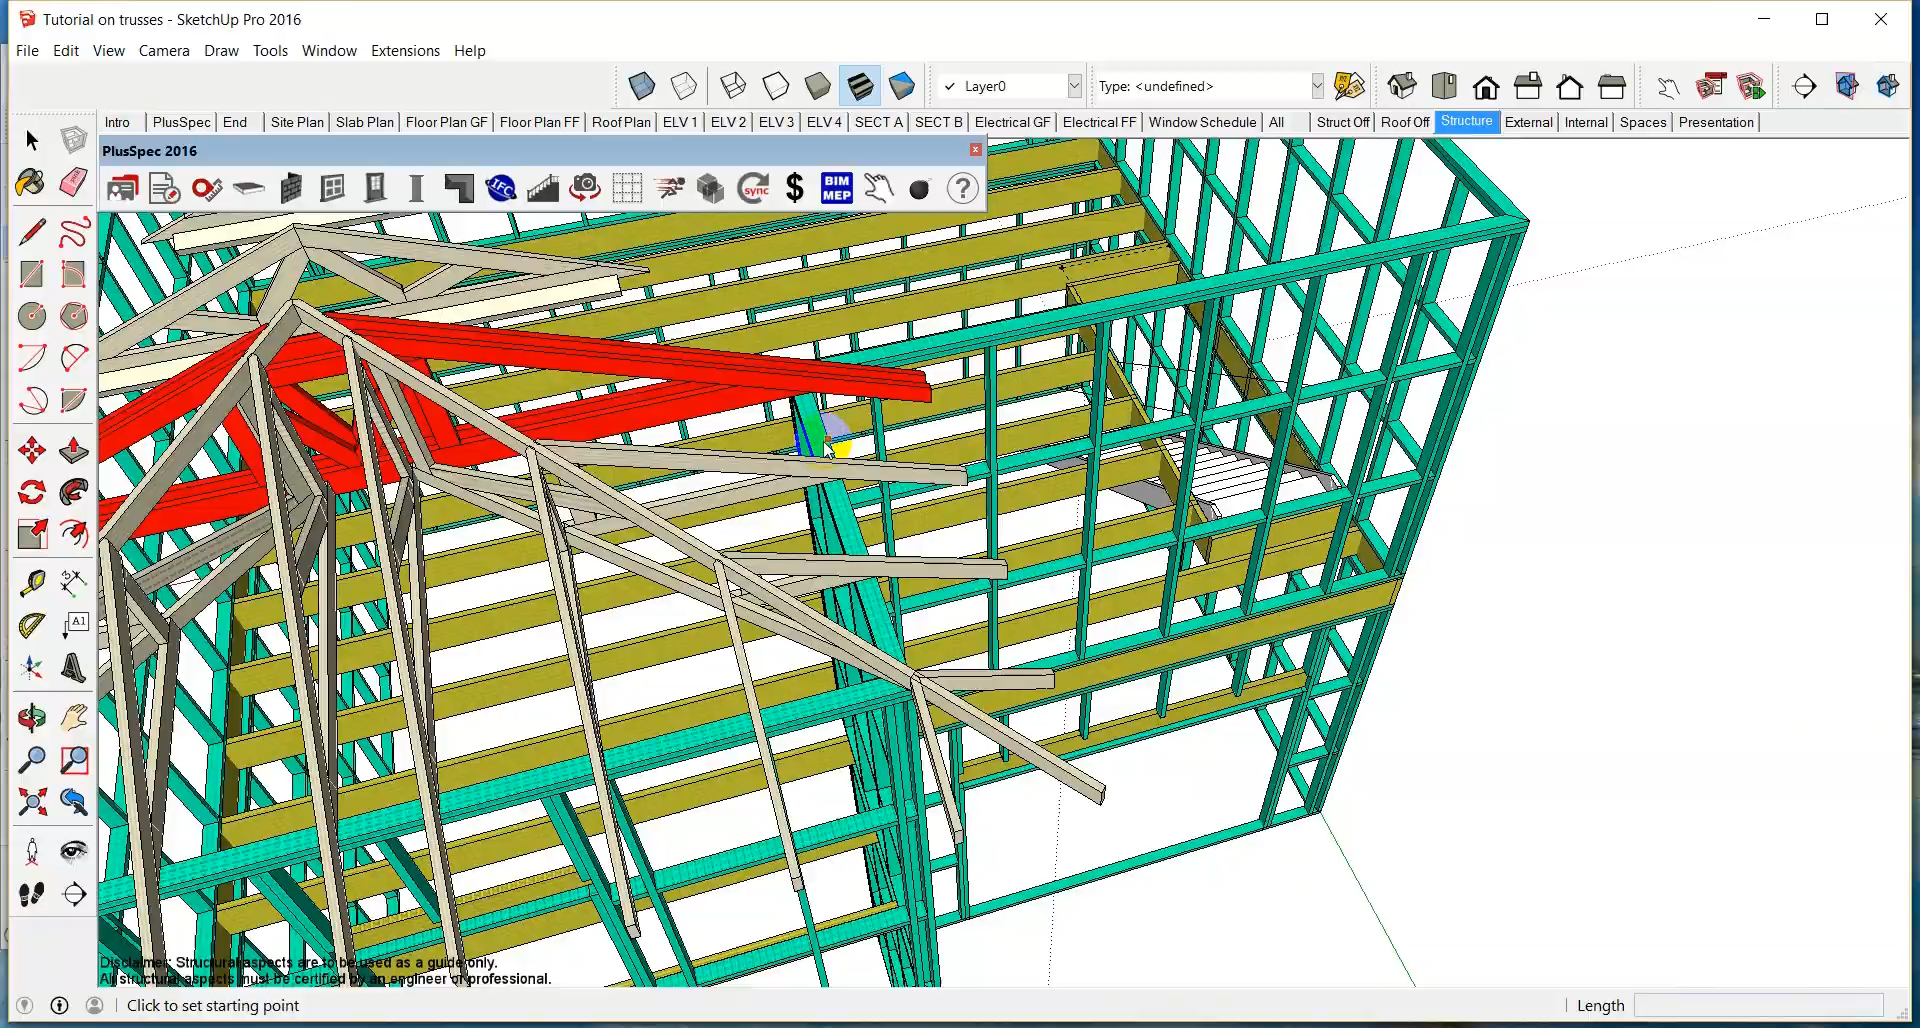 Tutorial on trusses - SketchUp Pro 2016
File Edit View Camera Draw Tools Window Extensions Help
Layer0
Type: <undefined>
Intro PlusSpec End Site Plan Slab Plan Floor Plan GF Floor Plan FF Roof Plan ELV 1 ELV 2 ELV 3 ELV 4 SECT A SECT B Electrical GF Electrical FF Window Schedule All Struct Off Roof Off Structure External Internal Spaces Presentation
PlusSpec 2016
IFC sync $ BIM MEP ?
A1
Disclaimer: Structural aspects are to be used as a guide only.
All structural aspects must be certified by an engineer or professional.
Click to set starting point
Length